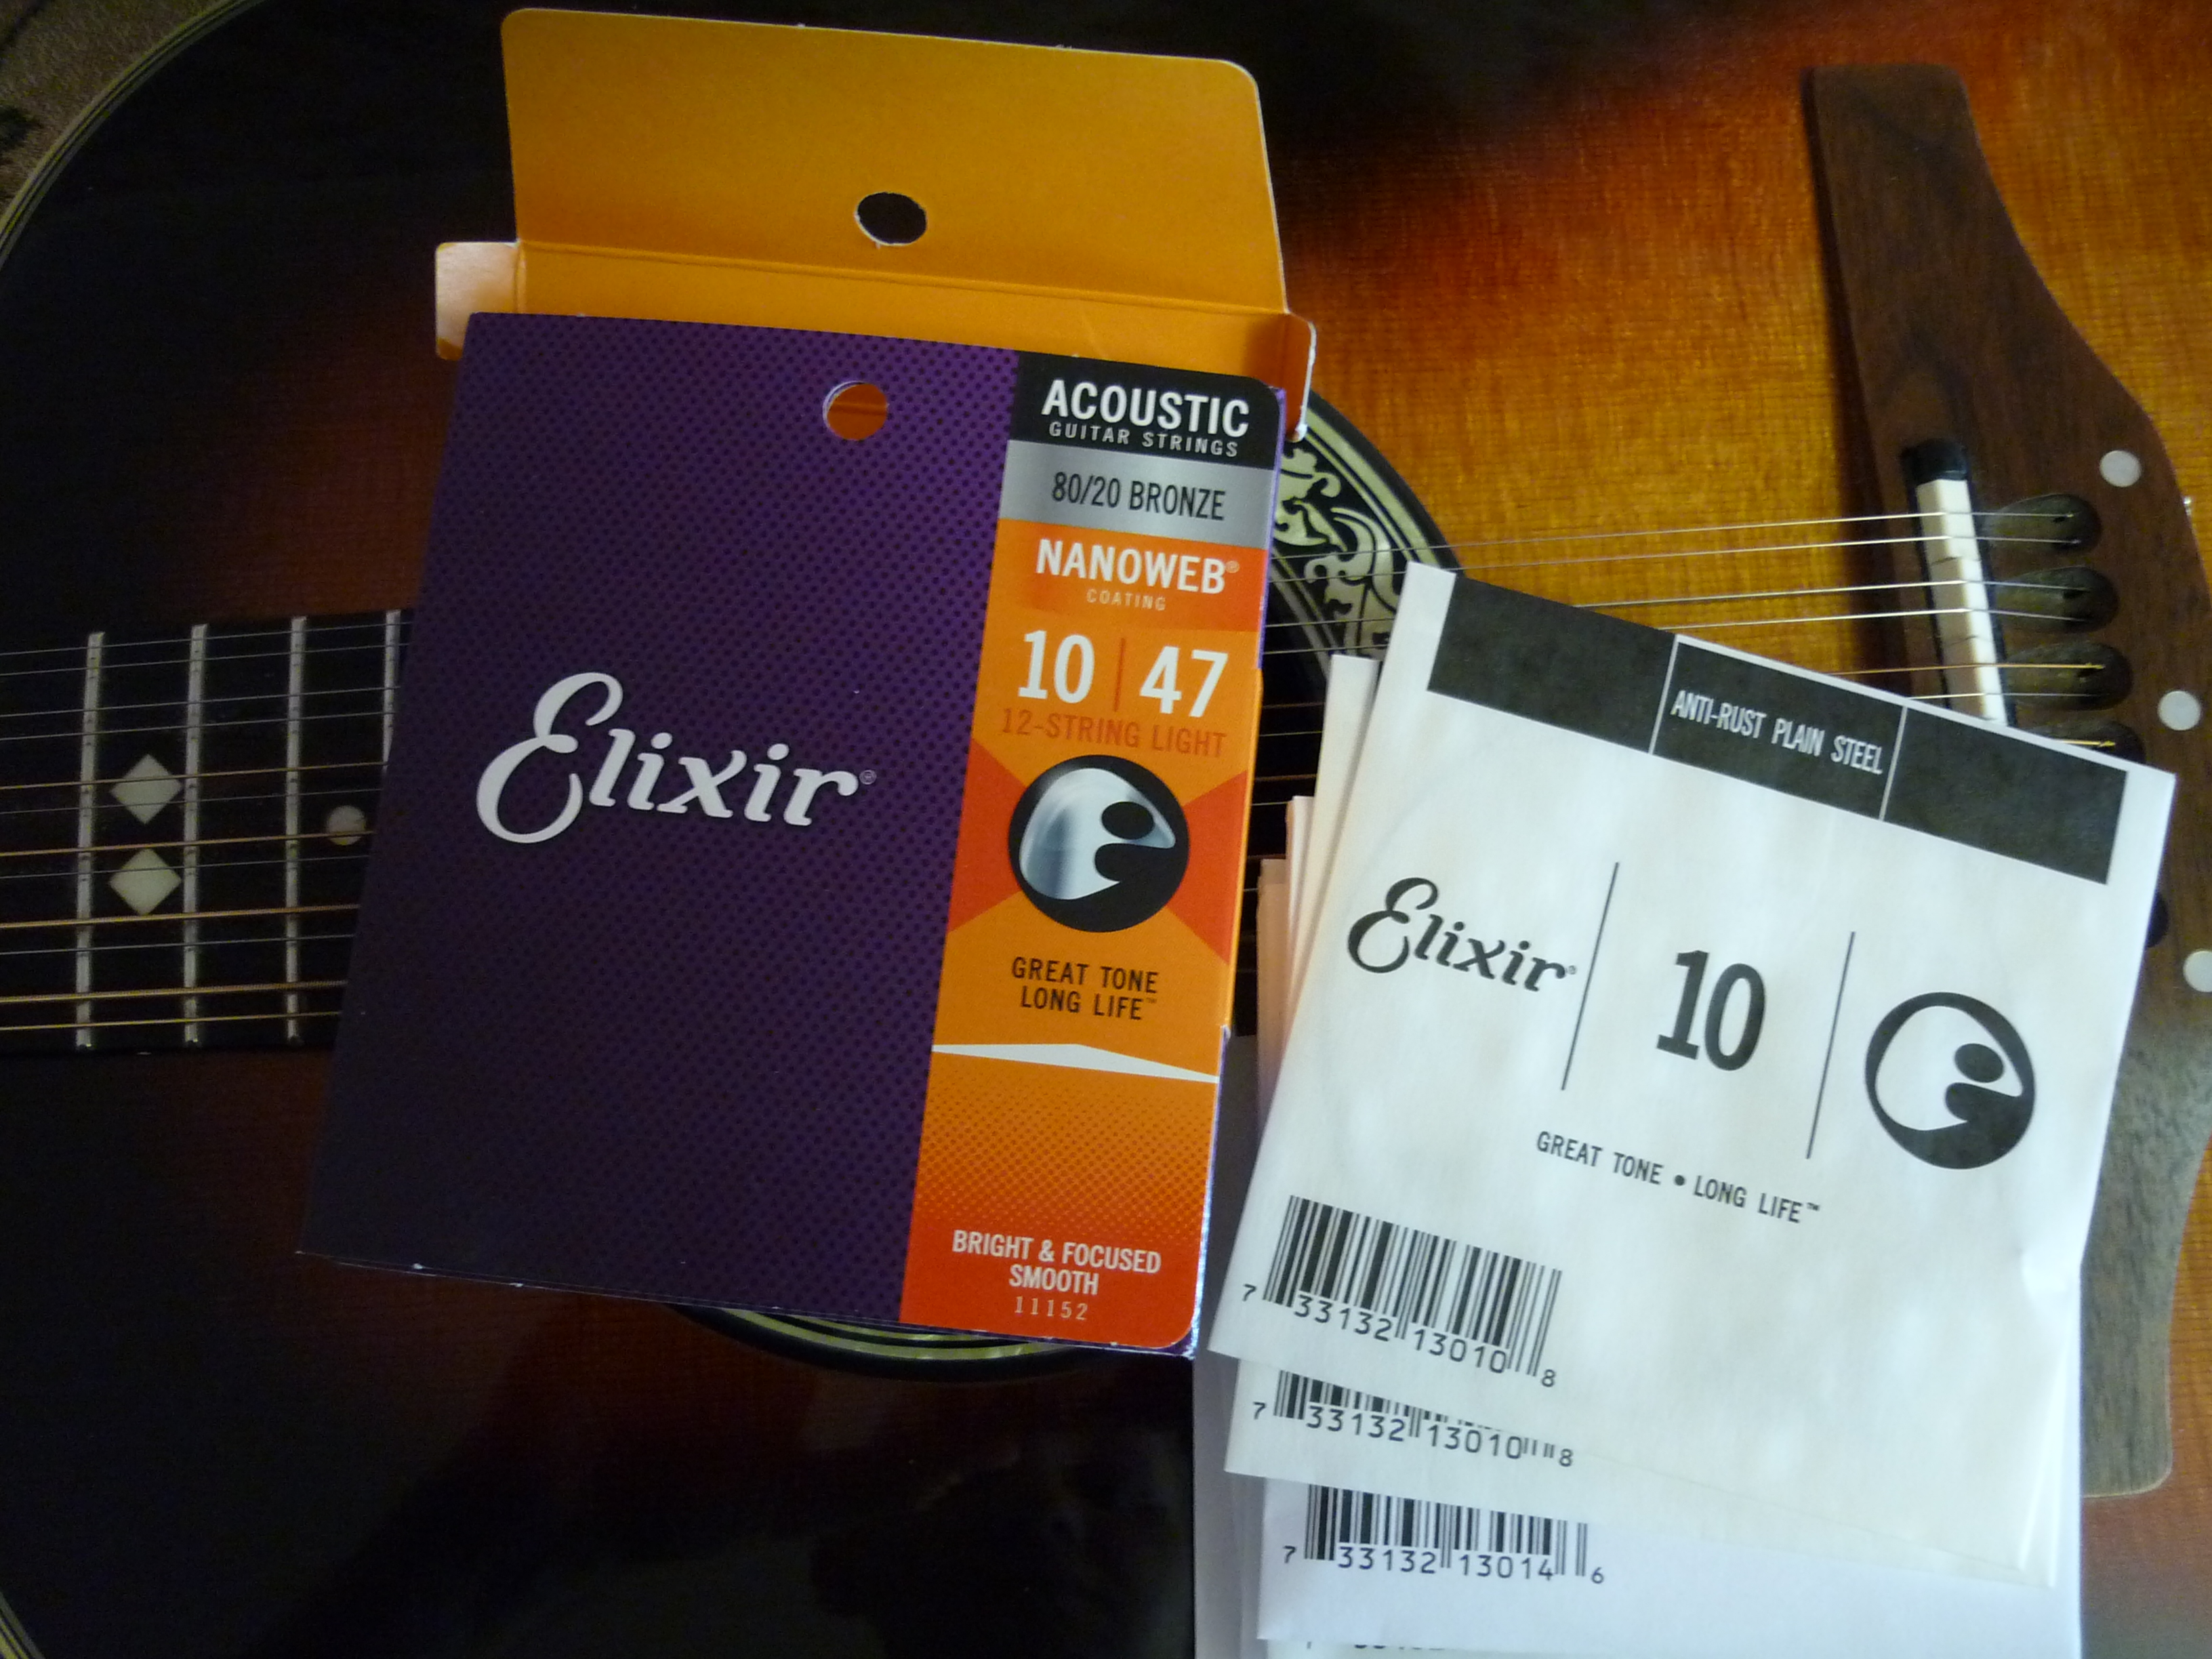 ACOUSTIC
GUITAR STRINGS
80/20 BRONZE
NANOWEB®
COATING
10 | 47
12-STRING LIGHT
Elixir®
GREAT TONE
LONG LIFE™
BRIGHT & FOCUSED
SMOOTH
11152
ANTI-RUST PLAIN STEEL
Elixir® | 10 |
GREAT TONE • LONG LIFE™
7 33132 13010 8
7 33132 13010 8
7 33132 13014 6